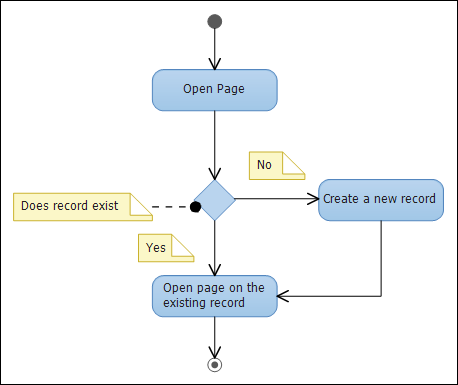 Open Page
No
Does record exist
Create a new record
Yes
Open page on the
existing record